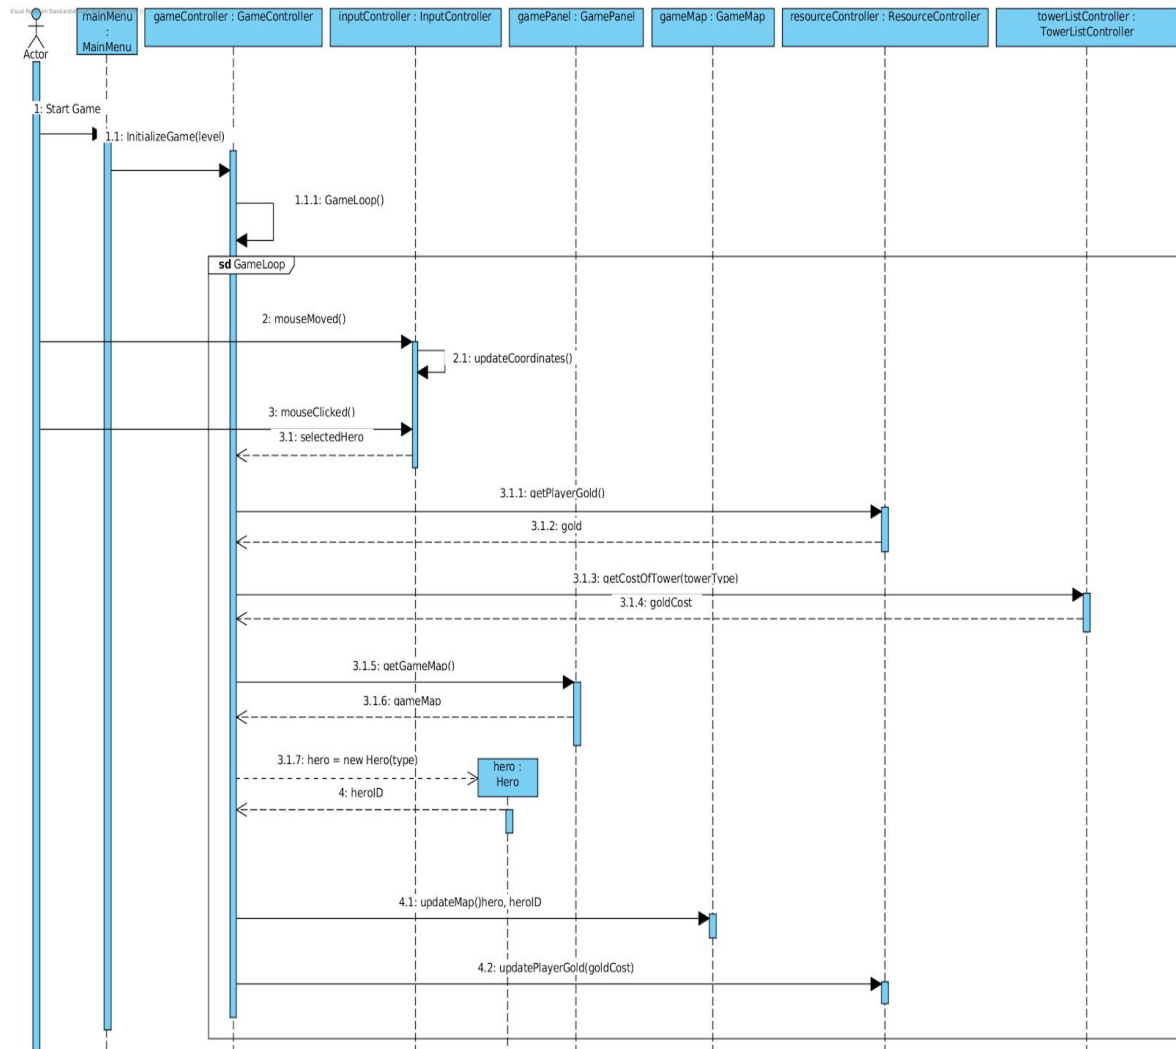 mainMenu
:
MainMenu
gameController : GameController
inputController : InputController
gamePanel : GamePanel
gameMap : GameMap
resourceController : ResourceController
towerListController :
TowerListController
Actor
1: Start Game
1.1: InitializeGame(level)
1.1.1: GameLoop()
sd GameLoop
2: mouseMoved()
2.1: updateCoordinates()
3: mouseClicked()
3.1: selectedHero
3.1.1: getPlayerGold()
3.1.2: gold
3.1.3: getCostOfTower(towerType)
3.1.4: goldCost
3.1.5: getGameMap()
3.1.6: gameMap
3.1.7: hero = new Hero(type)
hero :
Hero
4: heroID
4.1: updateMap()hero, heroID
4.2: updatePlayerGold(goldCost)